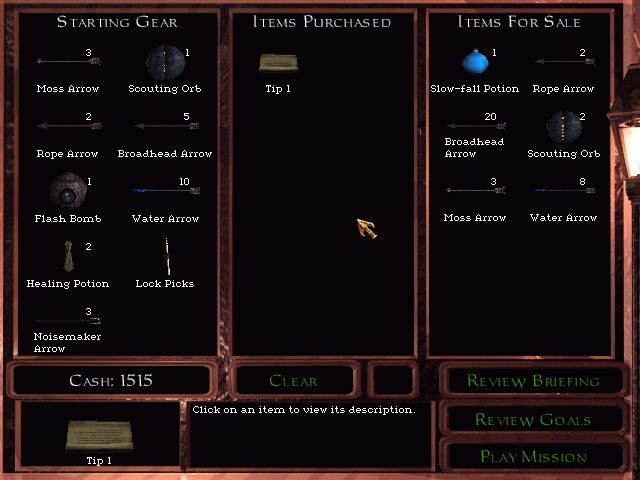 Starting Gear
3
Moss Arrow
1
Scouting Orb
2
Rope Arrow
5
Broadhead Arrow
1
Flash Bomb
10
Water Arrow
2
Healing Potion
Lock Picks
3
Noisemaker
Arrow
Items Purchased
Tip 1
Items For Sale
1
Slow-fall Potion
2
Rope Arrow
20
Broadhead
Arrow
2
Scouting Orb
3
Moss Arrow
8
Water Arrow
Cash: 1515
Clear
Review Briefing
Tip 1
Click on an item to view its description.
Review Goals
Play Mission